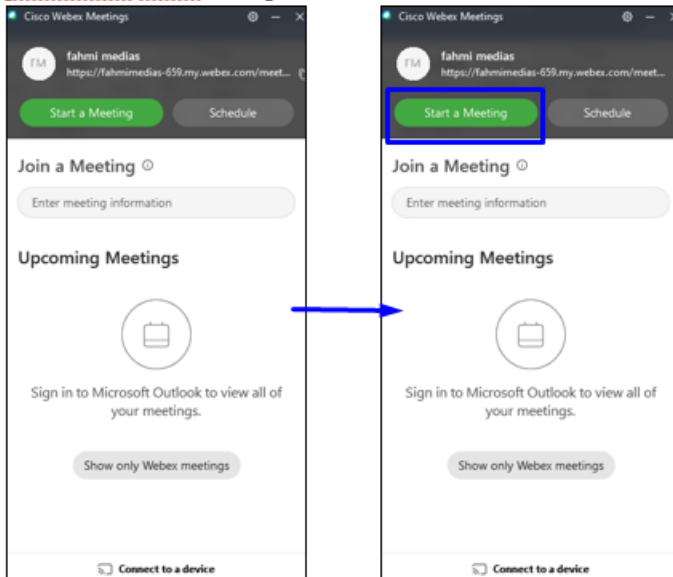 Cisco Webex Meetings
FM
fahmi medias
https://fahmimedias-659.my.webex.com/meet...
Start a Meeting
Schedule
Join a Meeting
Enter meeting information
Upcoming Meetings
Sign in to Microsoft Outlook to view all of
your meetings.
Show only Webex meetings
Connect to a device
Cisco Webex Meetings
FM
fahmi medias
https://fahmimedias-659.my.webex.com/meet...
Start a Meeting
Schedule
Join a Meeting
Enter meeting information
Upcoming Meetings
Sign in to Microsoft Outlook to view all of
your meetings.
Show only Webex meetings
Connect to a device